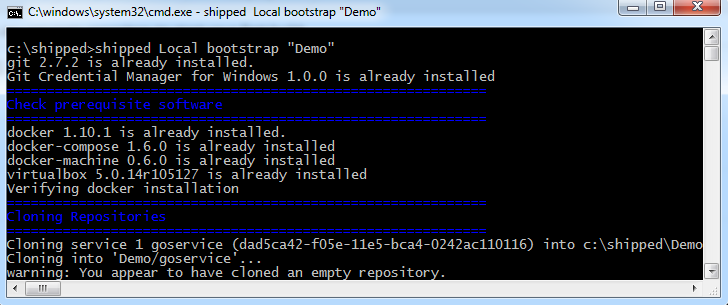 C:\windows\system32\cmd.exe - shipped  Local bootstrap "Demo"
c:\shipped>shipped Local bootstrap "Demo"
git 2.7.2 is already installed.
Git Credential Manager for Windows 1.0.0 is already installed
============================================================
Check prerequisite software
============================================================
docker 1.10.1 is already installed.
docker-compose 1.6.0 is already installed
docker-machine 0.6.0 is already installed
virtualbox 5.0.14r105127 is already installed
Verifying docker installation
============================================================
Cloning Repositories
============================================================
Cloning service 1 goservice (dad5ca42-f05e-11e5-bca4-0242ac110116) into c:\shipped\Demo
Cloning into 'Demo/goservice'...
warning: You appear to have cloned an empty repository.